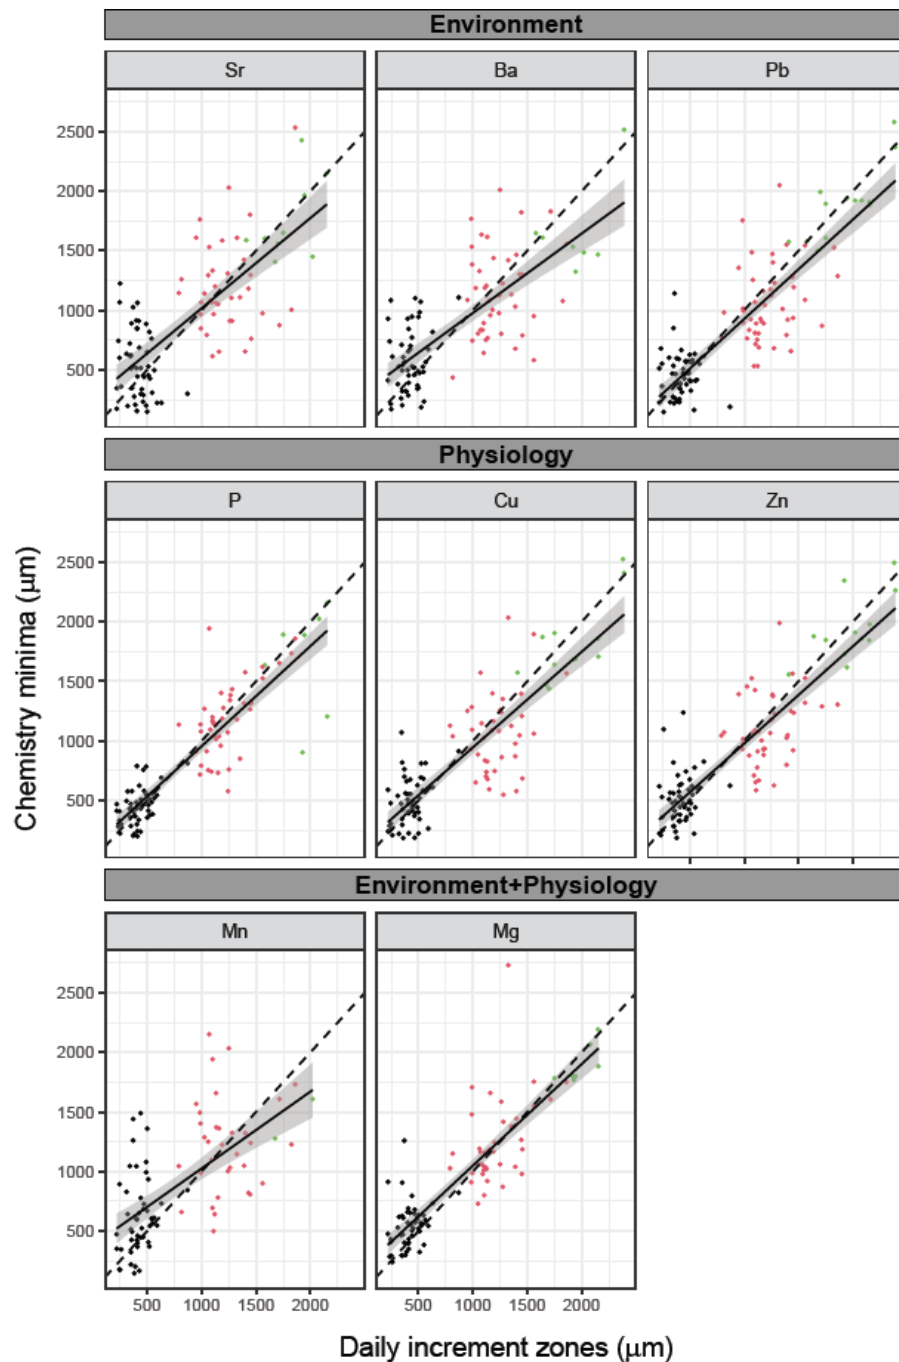 Environment
Sr Ba Pb
2500
2000
1500
1000
500
Physiology
P Cu Zn
2500
2000
1500
1000
500
Chemistry minima (μm)
Environment+Physiology
Mn Mg
2500
2000
1500
1000
500
500 1000 1500 2000 500 1000 1500 2000
Daily increment zones (μm)